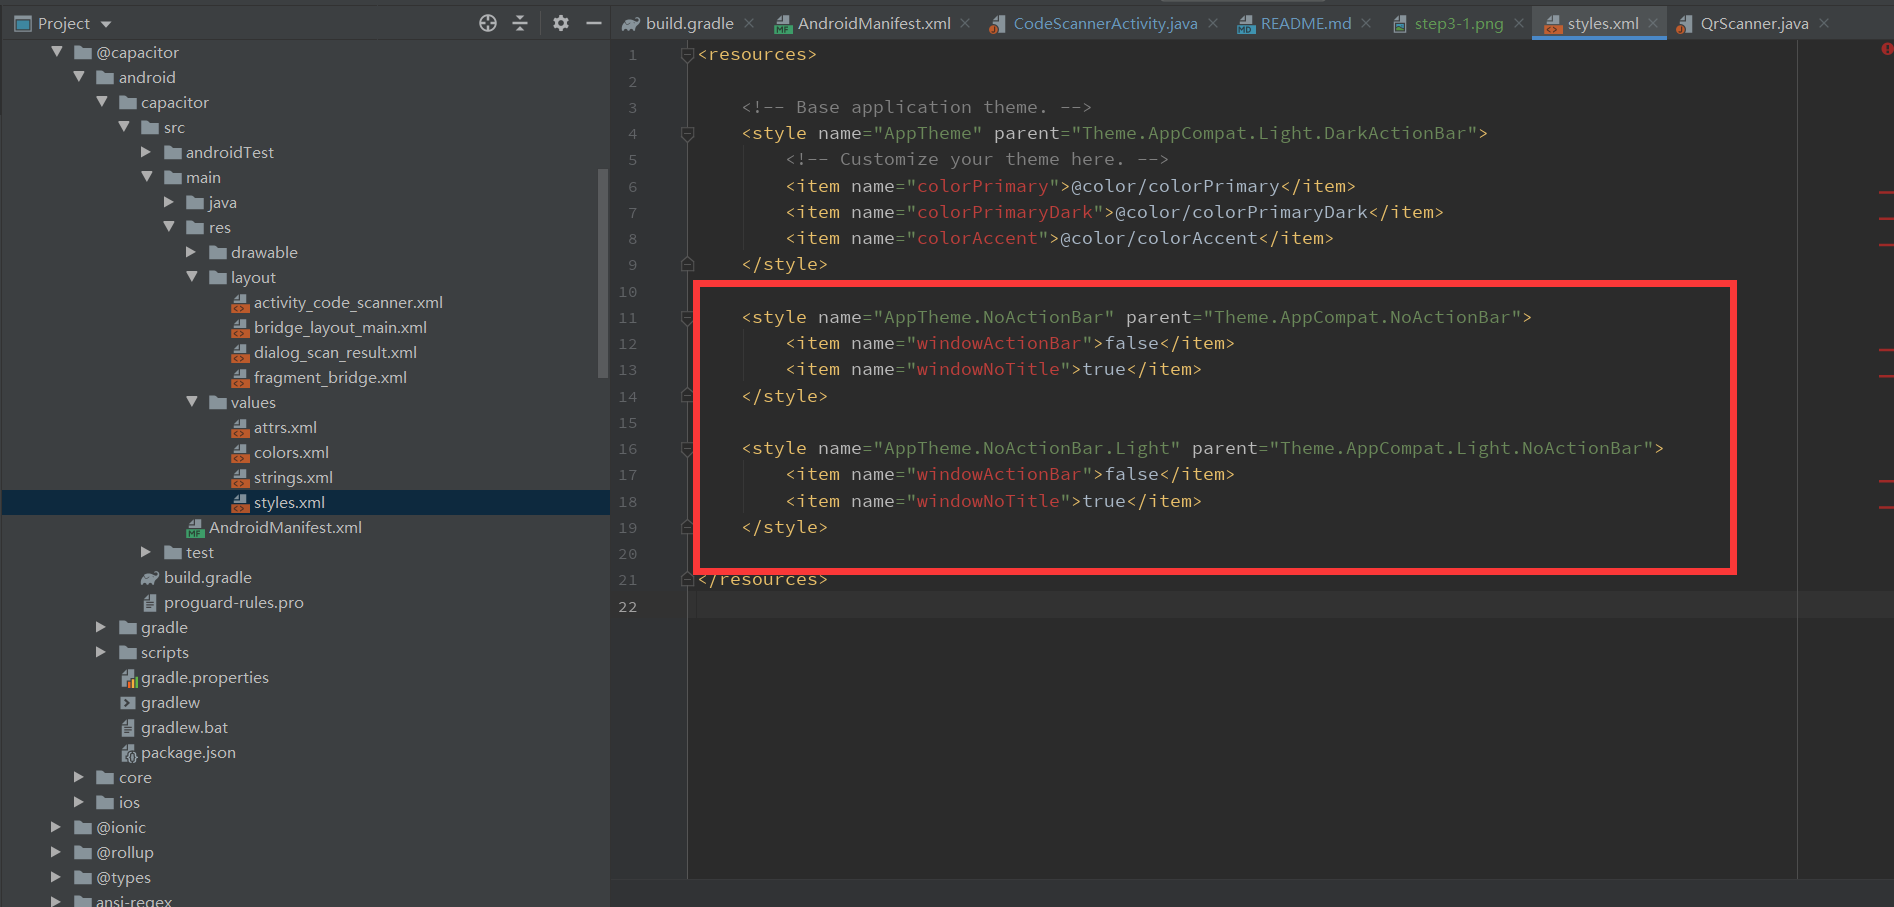 Project
@capacitor
android
capacitor
src
androidTest
main
java
res
drawable
layout
activity_code_scanner.xml
bridge_layout_main.xml
dialog_scan_result.xml
fragment_bridge.xml
values
attrs.xml
colors.xml
strings.xml
styles.xml
AndroidManifest.xml
test
build.gradle
proguard-rules.pro
gradle
scripts
gradle.properties
gradlew
gradlew.bat
package.json
core
ios
@ionic
@rollup
@types
ansi-regex
build.gradle AndroidManifest.xml CodeScannerActivity.java README.md step3-1.png styles.xml QrScanner.java
1 <resources>
2
3 <!-- Base application theme. -->
4 <style name="AppTheme" parent="Theme.AppCompat.Light.DarkActionBar">
5 <!-- Customize your theme here. -->
6 <item name="colorPrimary">@color/colorPrimary</item>
7 <item name="colorPrimaryDark">@color/colorPrimaryDark</item>
8 <item name="colorAccent">@color/colorAccent</item>
9 </style>
10
11 <style name="AppTheme.NoActionBar" parent="Theme.AppCompat.NoActionBar">
12 <item name="windowActionBar">false</item>
13 <item name="windowNoTitle">true</item>
14 </style>
15
16 <style name="AppTheme.NoActionBar.Light" parent="Theme.AppCompat.Light.NoActionBar">
17 <item name="windowActionBar">false</item>
18 <item name="windowNoTitle">true</item>
19 </style>
20
21 </resources>
22